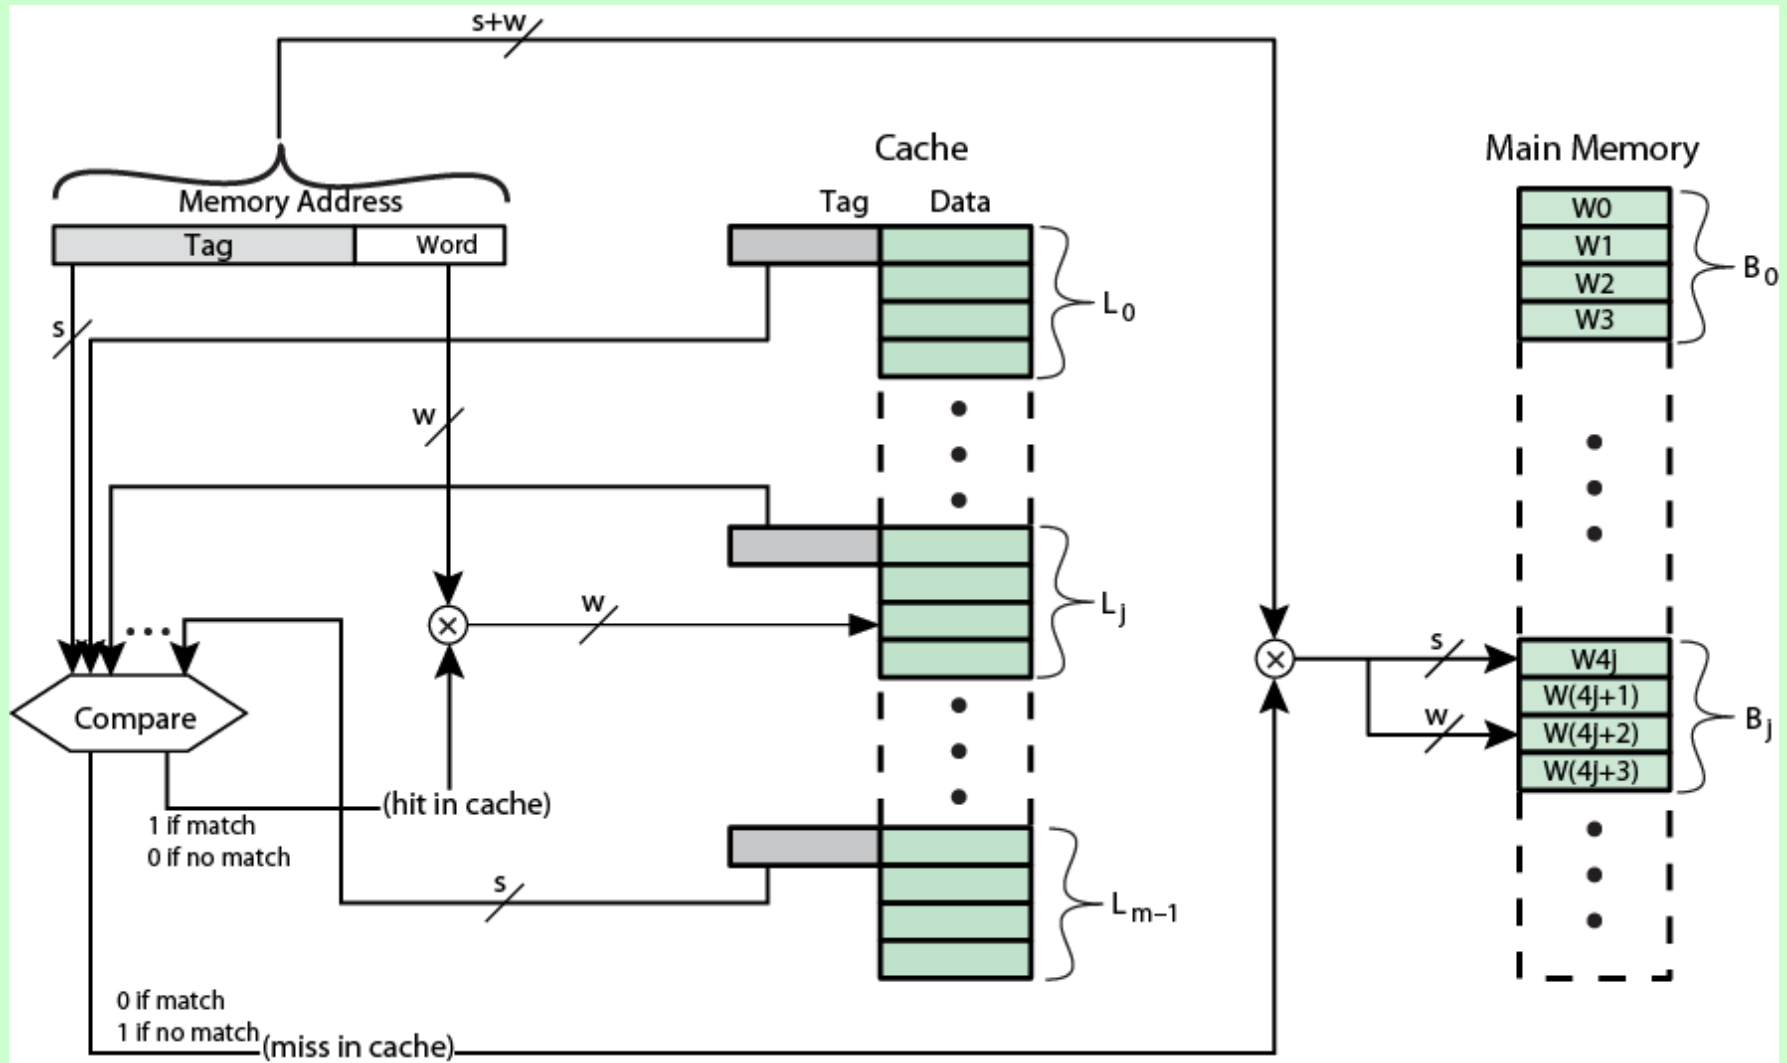 s+w
Cache
Main Memory
Memory Address
Tag
Data
Tag
Word
W0
W1
W2
W3
B0
L0
s
w
w
Lj
s
W4j
W(4j+1)
W(4j+2)
W(4j+3)
w
Bj
Compare
(hit in cache)
1 if match
0 if no match
s
Lm–1
0 if match
1 if no match
(miss in cache)